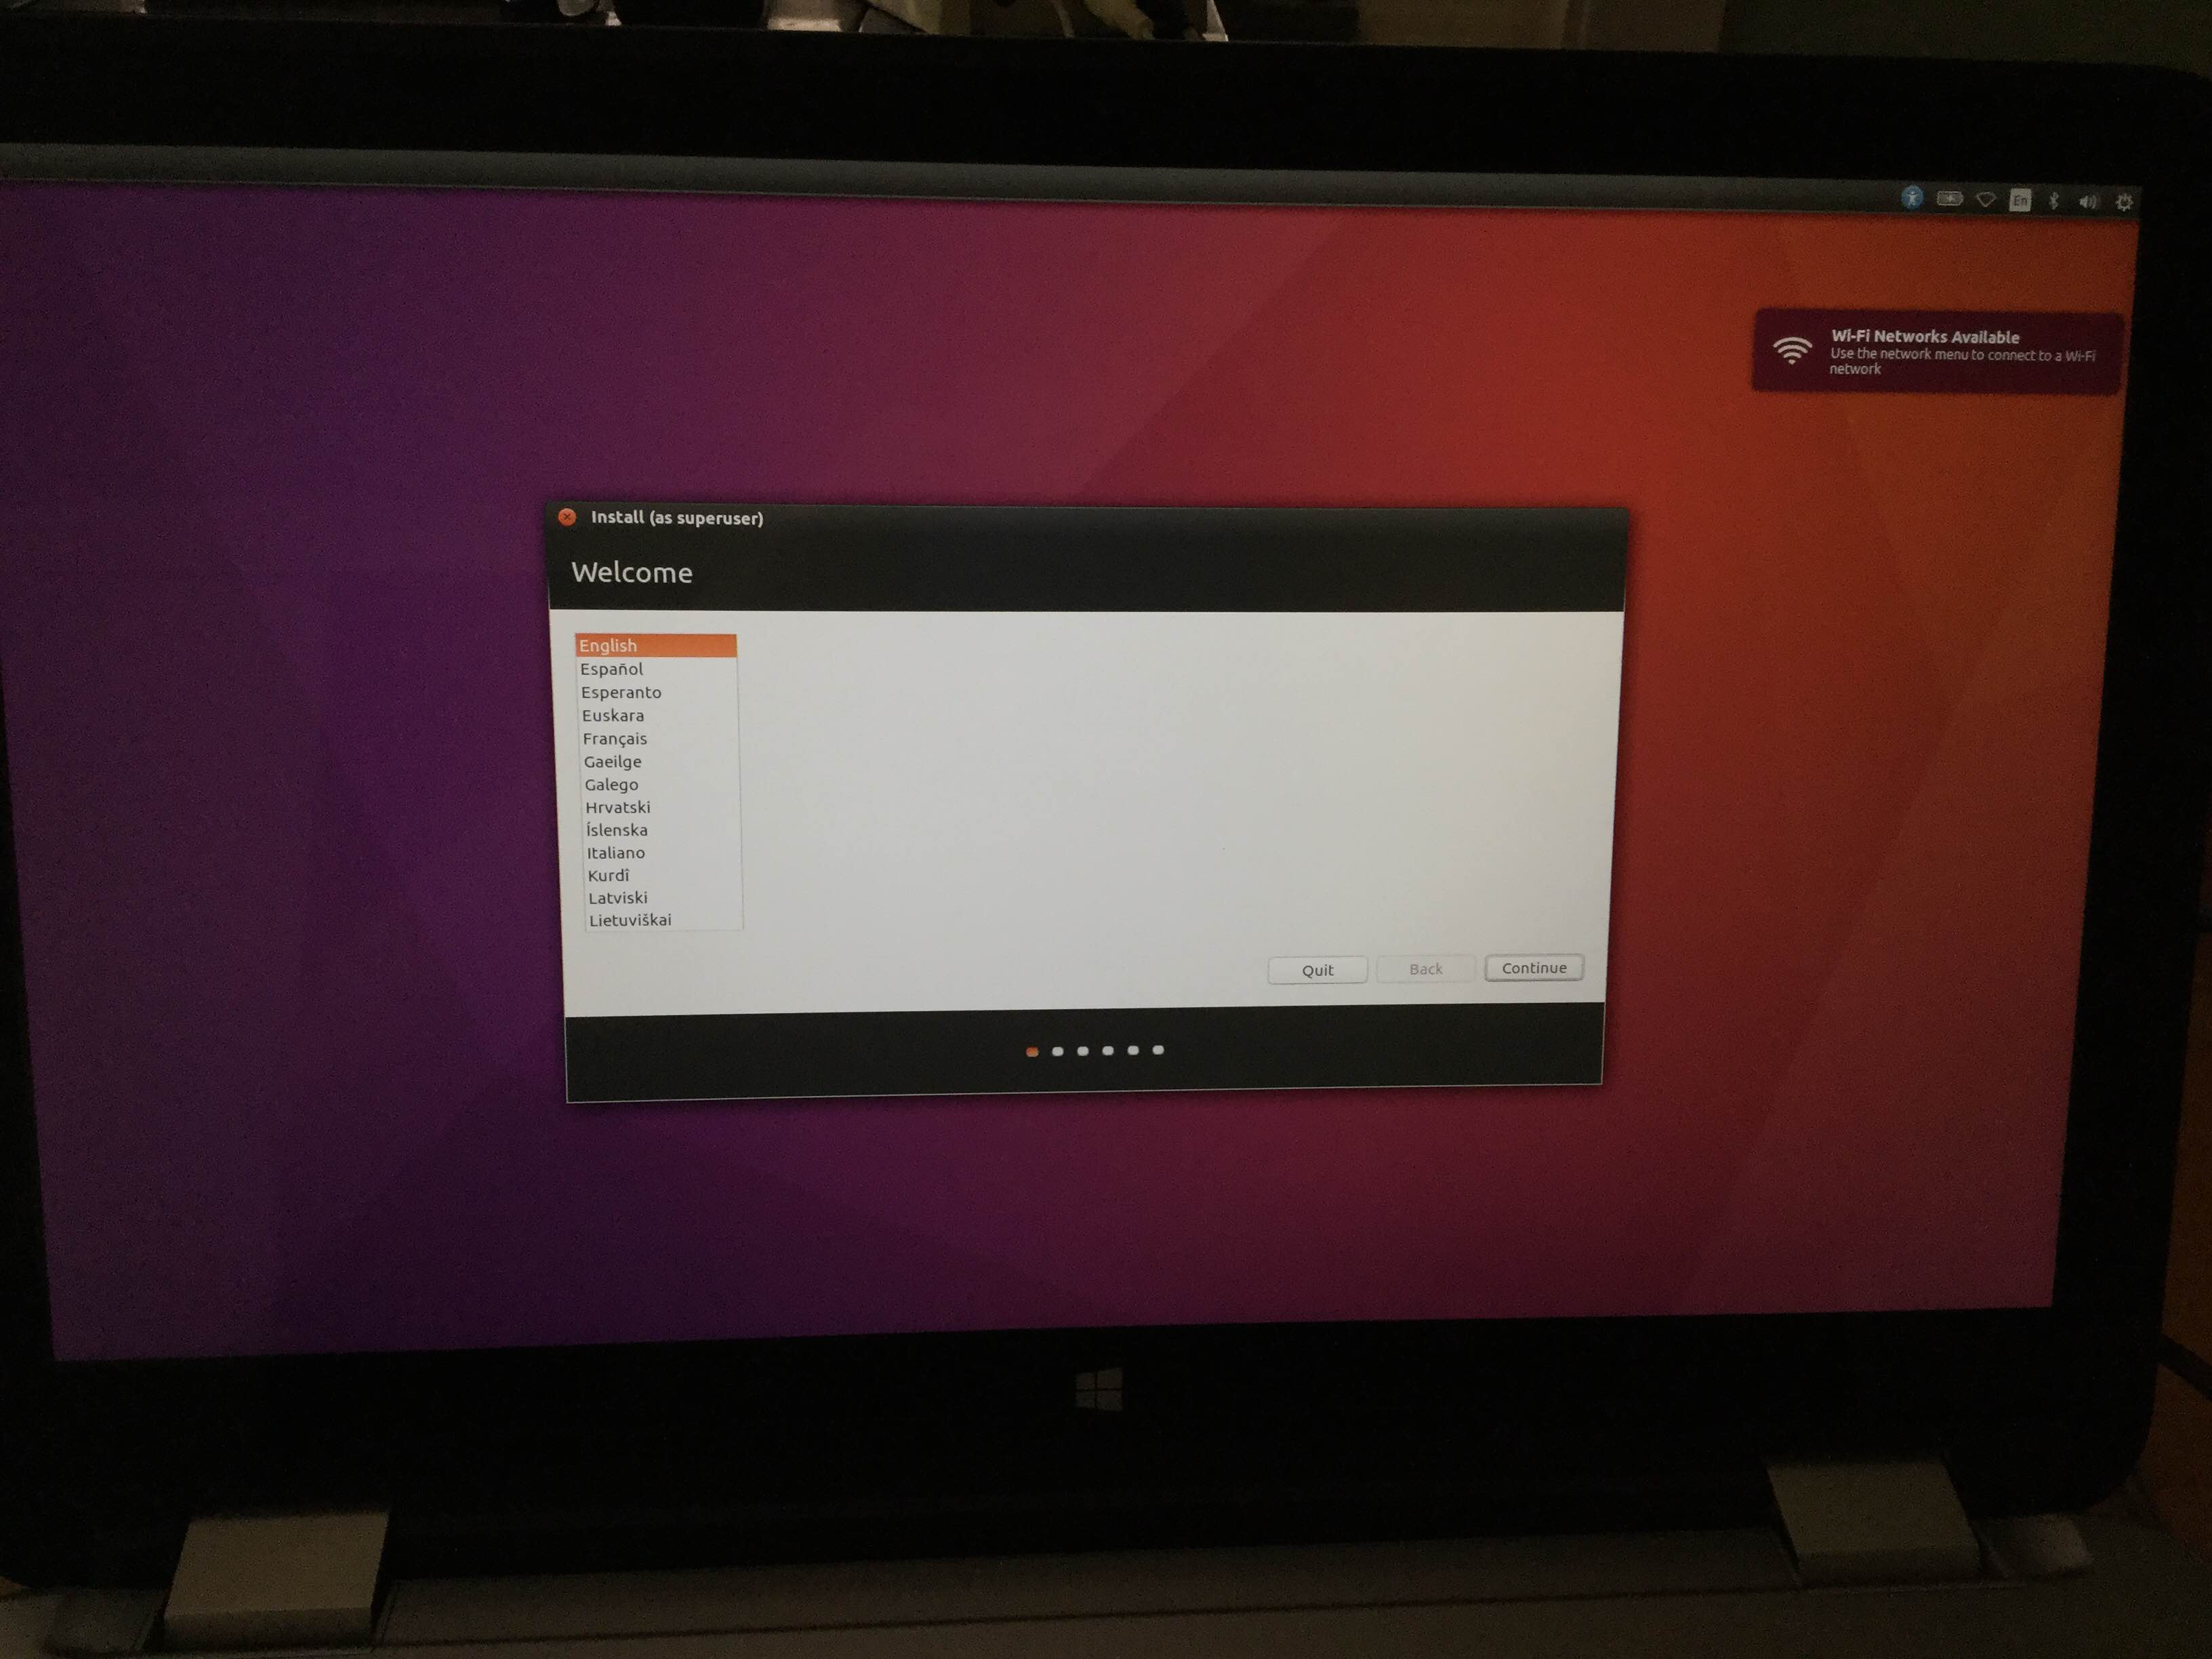 En
Wi-Fi Networks Available
Use the network menu to connect to a Wi-Fi
network
Install (as superuser)
Welcome
English
Español
Esperanto
Euskara
Français
Gaeilge
Galego
Hrvatski
Íslenska
Italiano
Kurdî
Latviski
Lietuviškai
Quit Back Continue